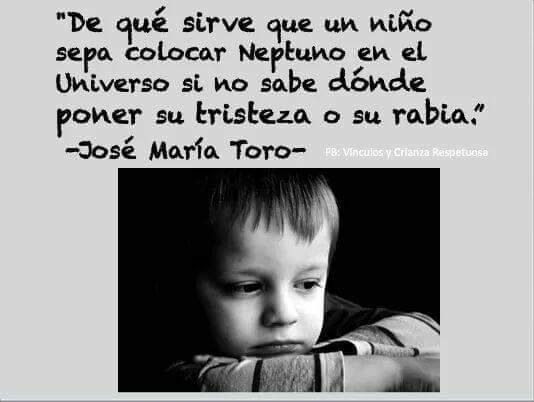 "De qué sirve que un niño
sepa colocar Neptuno en el
Universo si no sabe dónde
poner su tristeza o su rabia."
-José María Toro-
FB: Vínculos y Crianza Respetuosa